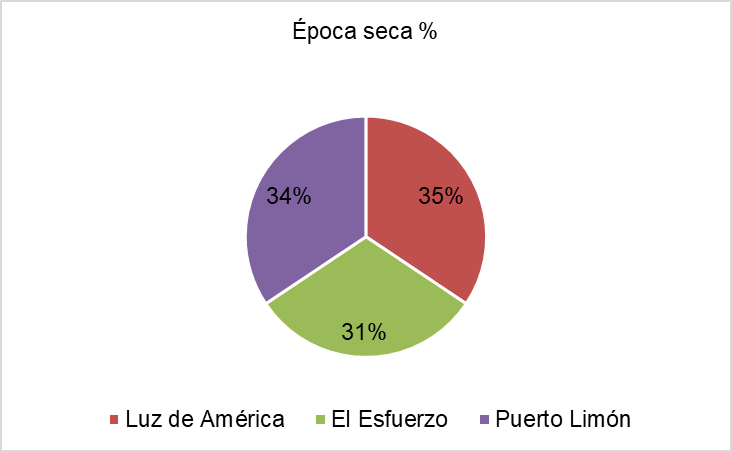 Época seca %
34%
35%
31%
Luz de América
El Esfuerzo
Puerto Limón